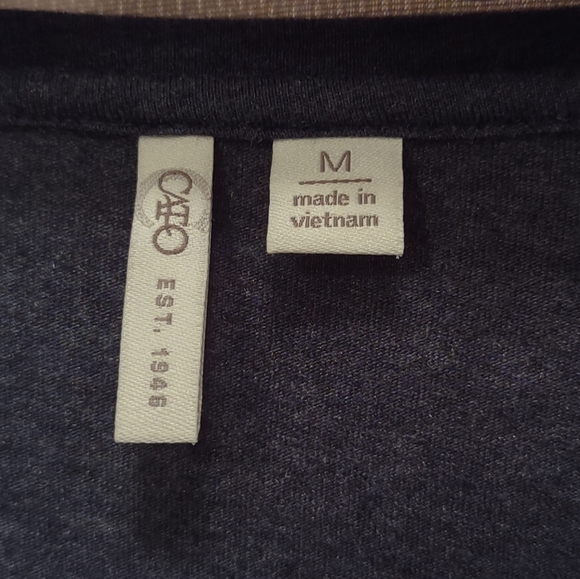 CATO
EST. 1946
M
made in
vietnam